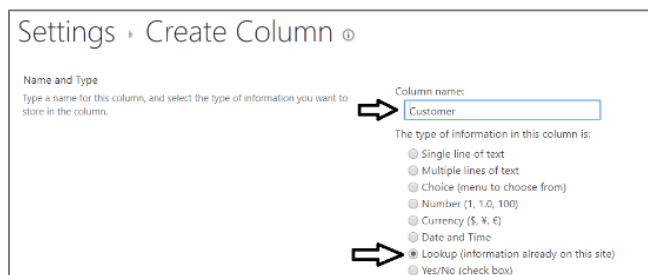 Settings › Create Column ⓘ
Name and Type
Type a name for this column, and select the type of information you want to
store in the column.
Column name:
Customer
The type of information in this column is:
Single line of text
Multiple lines of text
Choice (menu to choose from)
Number (1, 1.0, 100)
Currency ($, ¥, €)
Date and Time
Lookup (information already on this site)
Yes/No (check box)